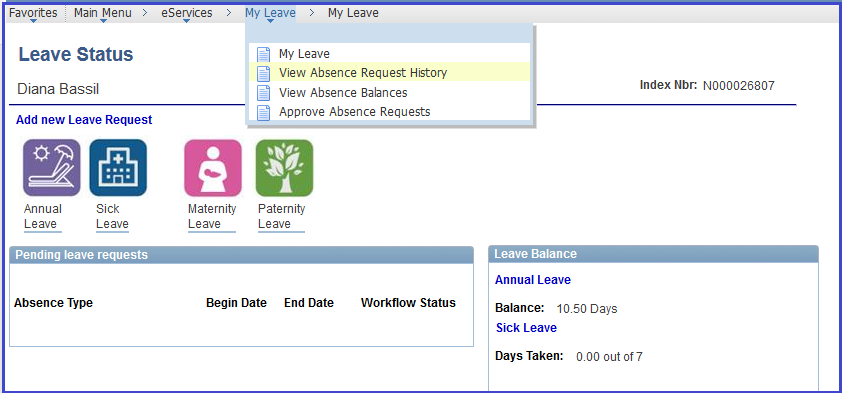 Favorites Main Menu > eServices > My Leave > My Leave
My Leave
View Absence Request History
View Absence Balances
Approve Absence Requests
Leave Status
Diana Bassil
Index Nbr: N000026807
Add new Leave Request
Annual Leave
Sick Leave
Maternity Leave
Paternity Leave
Pending leave requests
Absence Type Begin Date End Date Workflow Status
Leave Balance
Annual Leave
Balance: 10.50 Days
Sick Leave
Days Taken: 0.00 out of 7